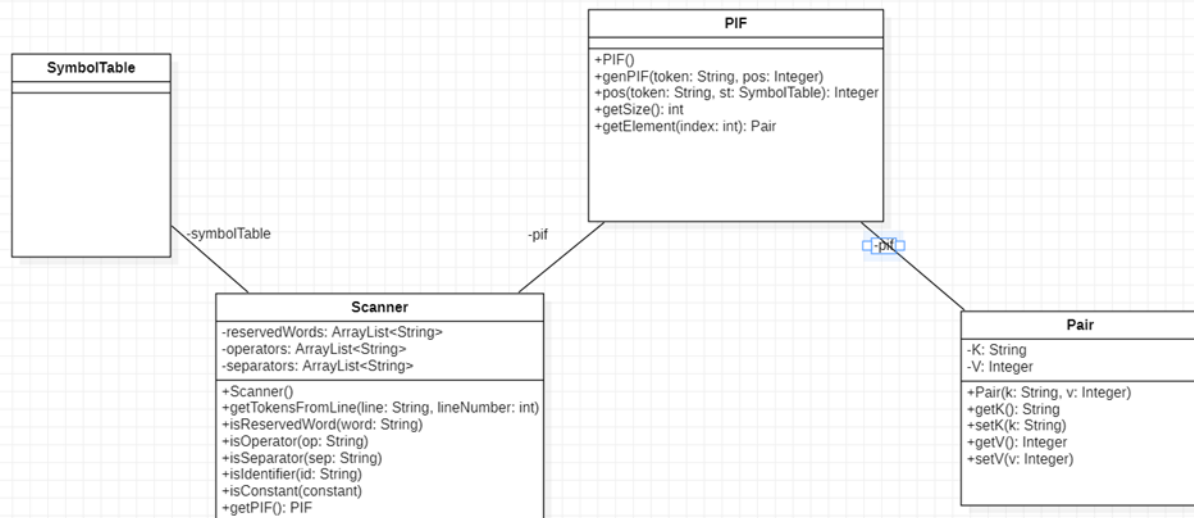 PIF
+PIF()
+genPIF(token: String, pos: Integer)
+pos(token: String, st: SymbolTable): Integer
+getSize(): int
+getElement(index: int): Pair
SymbolTable
-symbolTable
-pif
-pif
Scanner
-reservedWords: ArrayList<String>
-operators: ArrayList<String>
-separators: ArrayList<String>
+Scanner()
+getTokensFromLine(line: String, lineNumber: int)
+isReservedWord(word: String)
+isOperator(op: String)
+isSeparator(sep: String)
+isIdentifier(id: String)
+isConstant(constant)
+getPIF(): PIF
Pair
-K: String
-V: Integer
+Pair(k: String, v: Integer)
+getK(): String
+setK(k: String)
+getV(): Integer
+setV(v: Integer)